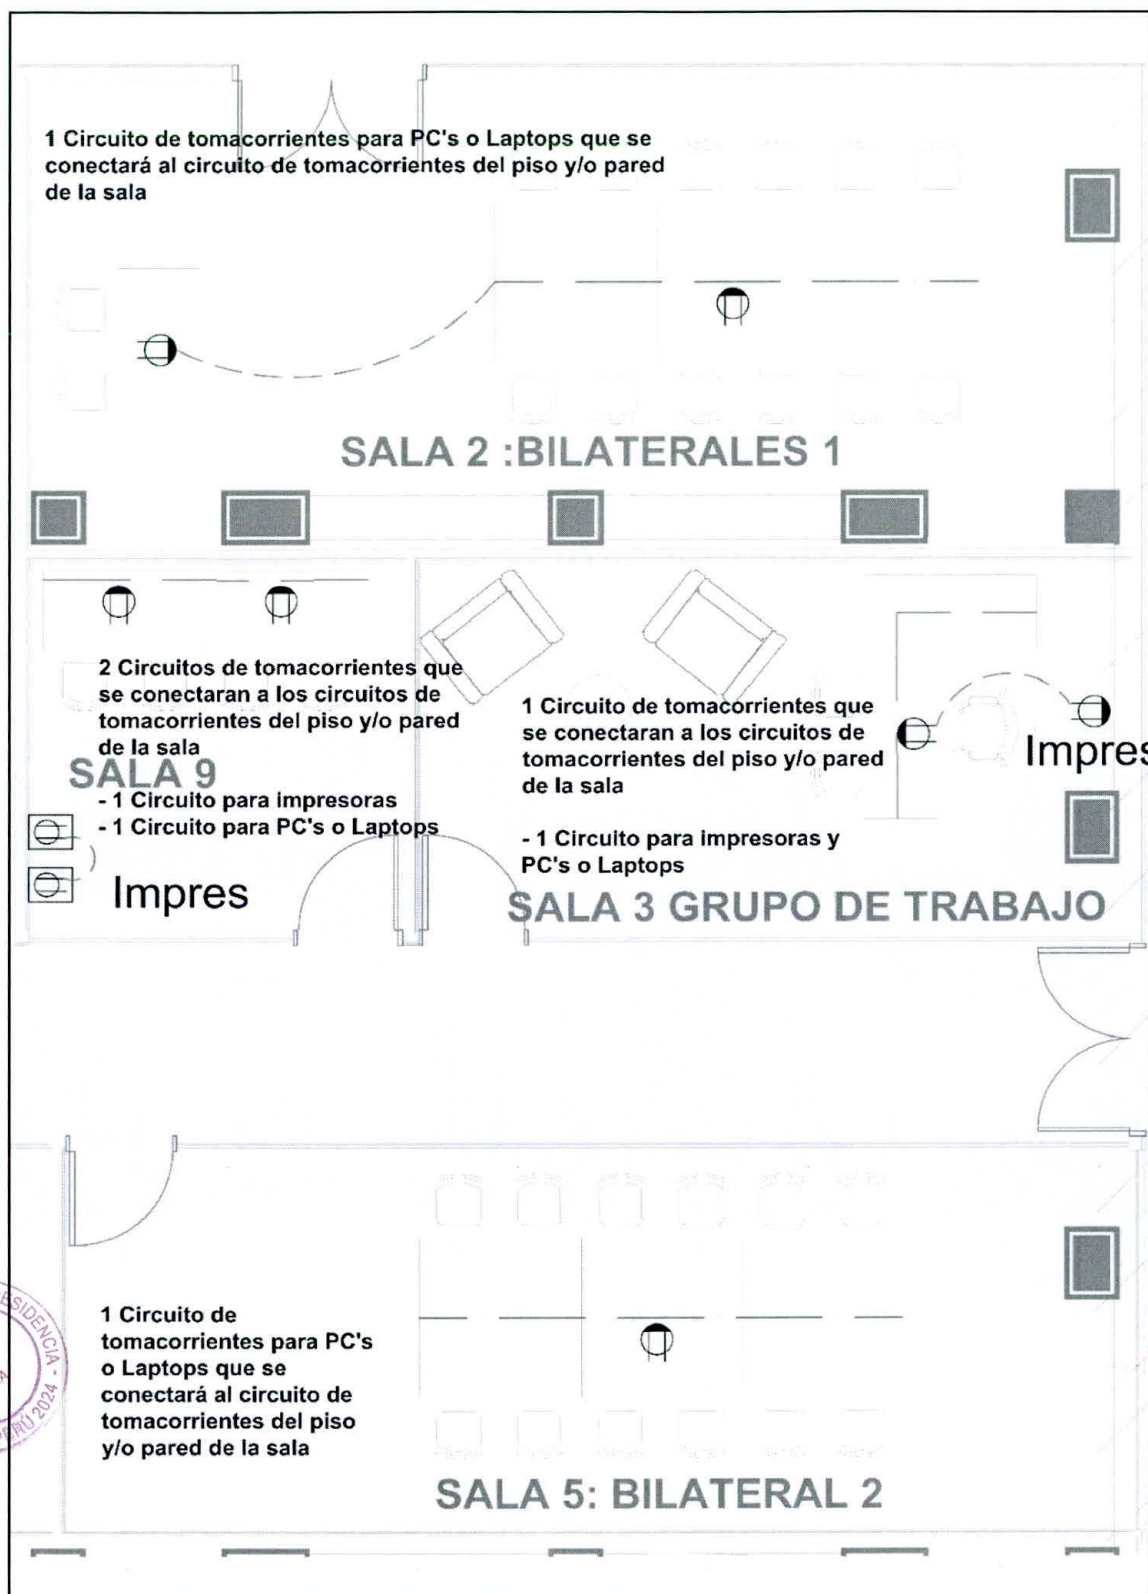 1 Circuito de tomacorrientes para PC's o Laptops que se
conectará al circuito de tomacorrientes del piso y/o pared
de la sala
SALA 2 :BILATERALES 1
2 Circuitos de tomacorrientes que
se conectaran a los circuitos de
tomacorrientes del piso y/o pared
de la sala
SALA 9
- 1 Circuito para impresoras
- 1 Circuito para PC's o Laptops
Impres
1 Circuito de tomacorrientes que
se conectaran a los circuitos de
tomacorrientes del piso y/o pared
de la sala
- 1 Circuito para impresoras y
PC's o Laptops
Impres
SALA 3 GRUPO DE TRABAJO
1 Circuito de
tomacorrientes para PC's
o Laptops que se
conectará al circuito de
tomacorrientes del piso
y/o pared de la sala
SALA 5: BILATERAL 2
ESIDENCIA -
PERÚ 2024